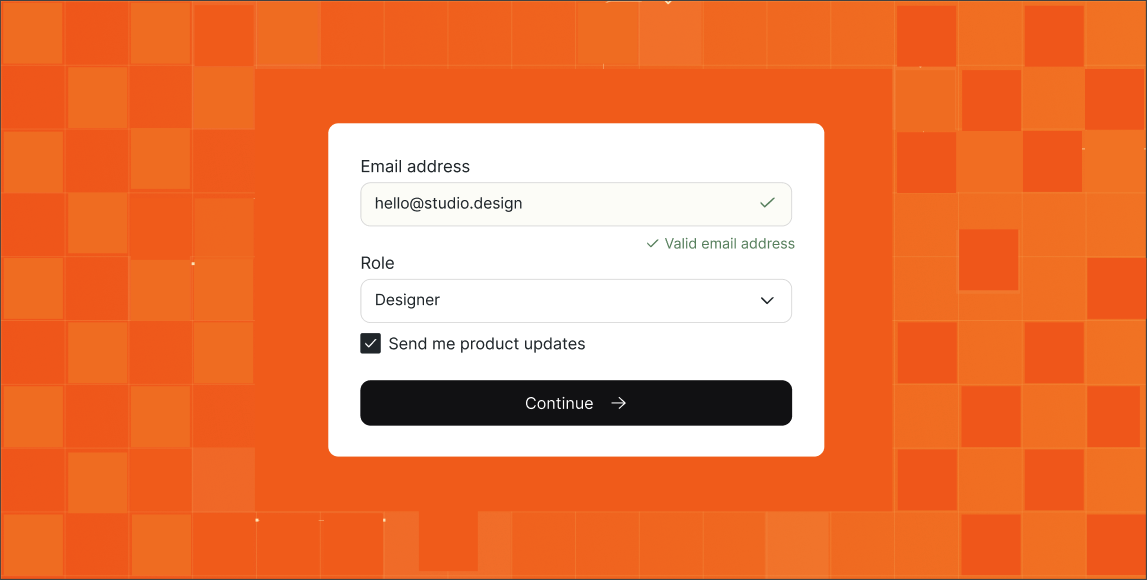 Email address
hello@studio.design
Valid email address
Role
Designer
Send me product updates
Continue